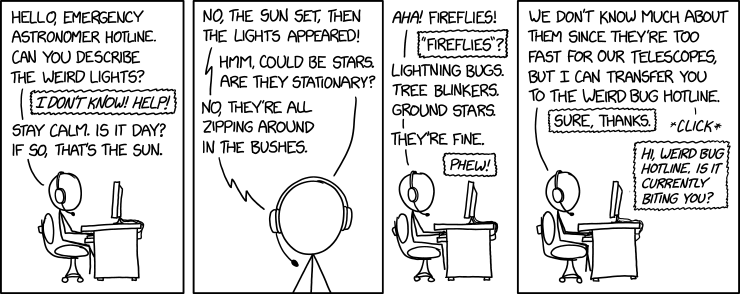 HELLO, EMERGENCY
ASTRONOMER HOTLINE.
CAN YOU DESCRIBE
THE WEIRD LIGHTS?
I DON'T KNOW! HELP!
STAY CALM. IS IT DAY?
IF SO, THAT'S THE SUN.
NO, THE SUN SET, THEN
THE LIGHTS APPEARED!
HMM, COULD BE STARS.
ARE THEY STATIONARY?
NO, THEY'RE ALL
ZIPPING AROUND
IN THE BUSHES.
AHA! FIREFLIES!
"FIREFLIES"?
LIGHTNING BUGS.
TREE BLINKERS.
GROUND STARS.
THEY'RE FINE.
PHEW!
WE DON'T KNOW MUCH ABOUT
THEM SINCE THEY'RE TOO
FAST FOR OUR TELESCOPES,
BUT I CAN TRANSFER YOU
TO THE WEIRD BUG HOTLINE.
SURE, THANKS.
*CLICK*
HI, WEIRD BUG
HOTLINE, IS IT
CURRENTLY
BITING YOU?